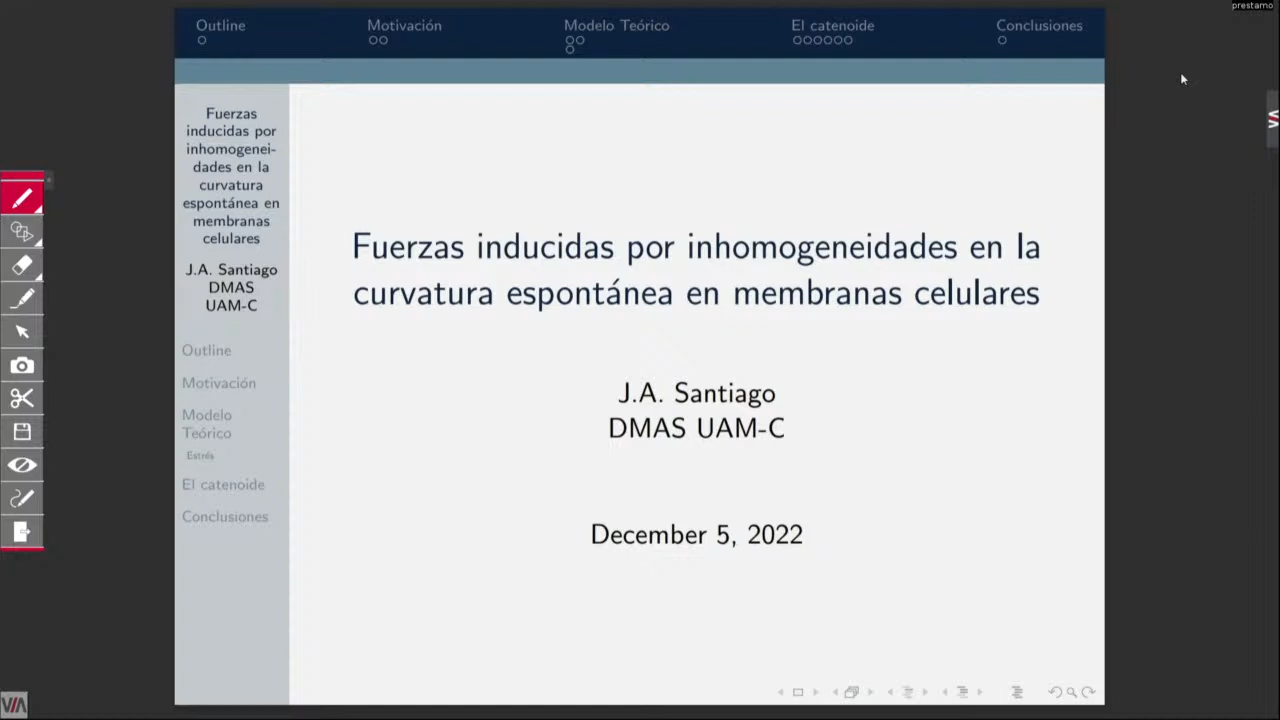 prestamo
Outline
Motivación
Modelo Teórico
El catenoide
Conclusiones
Fuerzas
inducidas por
inhomogenei-
dades en la
curvatura
espontánea en
membranas
celulares
J.A. Santiago
DMAS
UAM-C
Outline
Motivación
Modelo
Teórico
Estrés
El catenoide
Conclusiones
Fuerzas inducidas por inhomogeneidades en la
curvatura espontánea en membranas celulares
J.A. Santiago
DMAS UAM-C
December 5, 2022